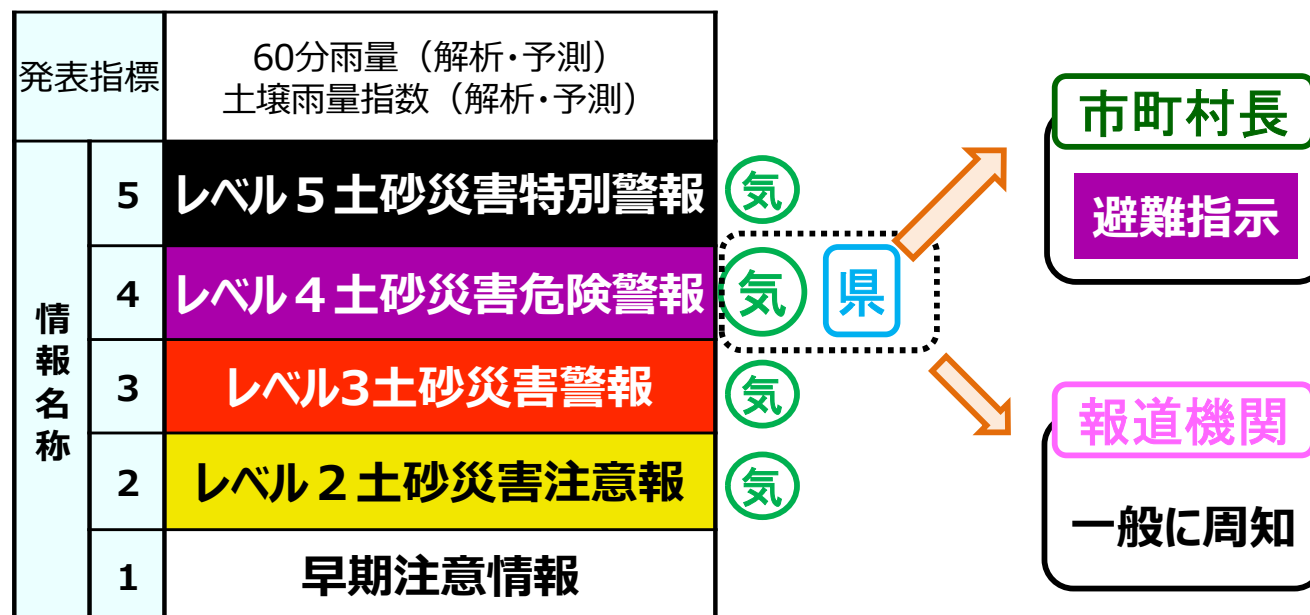 発表指標
60分雨量（解析・予測）
土壌雨量指数（解析・予測）
情報名称
5
レベル５土砂災害特別警報
気
4
レベル４土砂災害危険警報
気
県
3
レベル3土砂災害警報
気
2
レベル２土砂災害注意報
気
1
早期注意情報
市町村長
避難指示
報道機関
一般に周知